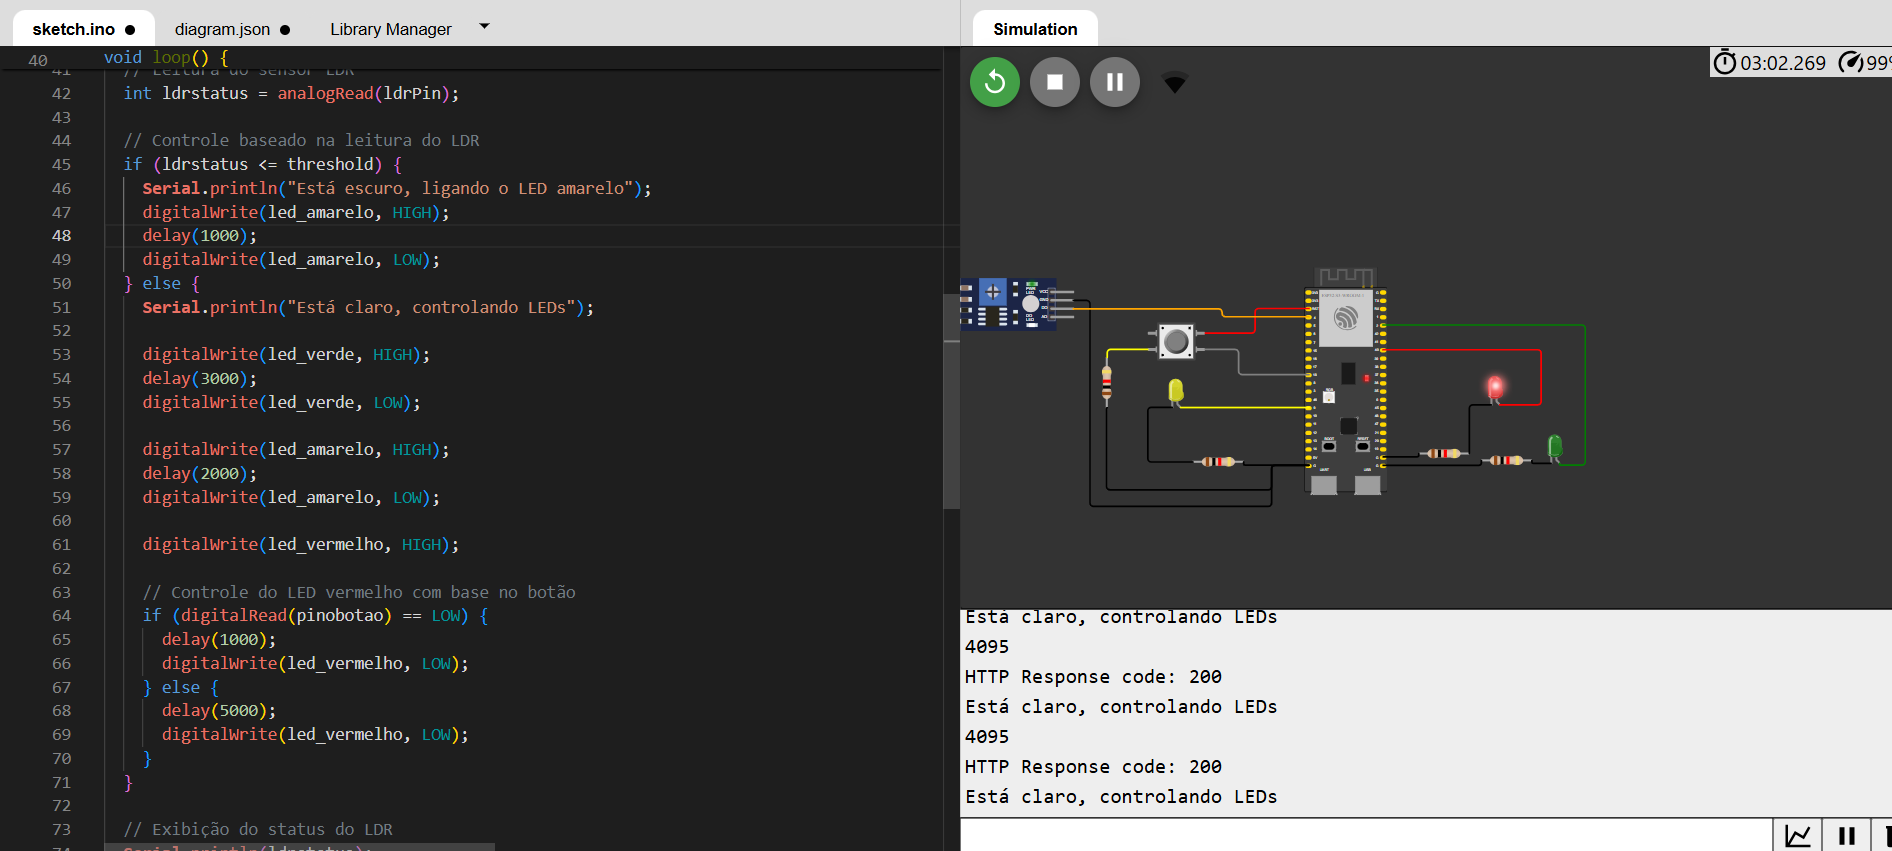 sketch.ino
diagram.json
Library Manager
Simulation
03:02.269
99%
40 void loop() {
41 // Leitura do sensor LDR
42 int ldrstatus = analogRead(ldrPin);
43
44 // Controle baseado na leitura do LDR
45 if (ldrstatus <= threshold) {
46 Serial.println("Está escuro, ligando o LED amarelo");
47 digitalWrite(led_amarelo, HIGH);
48 delay(1000);
49 digitalWrite(led_amarelo, LOW);
50 } else {
51 Serial.println("Está claro, controlando LEDs");
52
53 digitalWrite(led_verde, HIGH);
54 delay(3000);
55 digitalWrite(led_verde, LOW);
56
57 digitalWrite(led_amarelo, HIGH);
58 delay(2000);
59 digitalWrite(led_amarelo, LOW);
60
61 digitalWrite(led_vermelho, HIGH);
62
63 // Controle do LED vermelho com base no botão
64 if (digitalRead(pinobotao) == LOW) {
65 delay(1000);
66 digitalWrite(led_vermelho, LOW);
67 } else {
68 delay(5000);
69 digitalWrite(led_vermelho, LOW);
70 }
71 }
72
73 // Exibição do status do LDR
74 Serial.println(ldrstatus);
Está claro, controlando LEDs
4095
HTTP Response code: 200
Está claro, controlando LEDs
4095
HTTP Response code: 200
Está claro, controlando LEDs